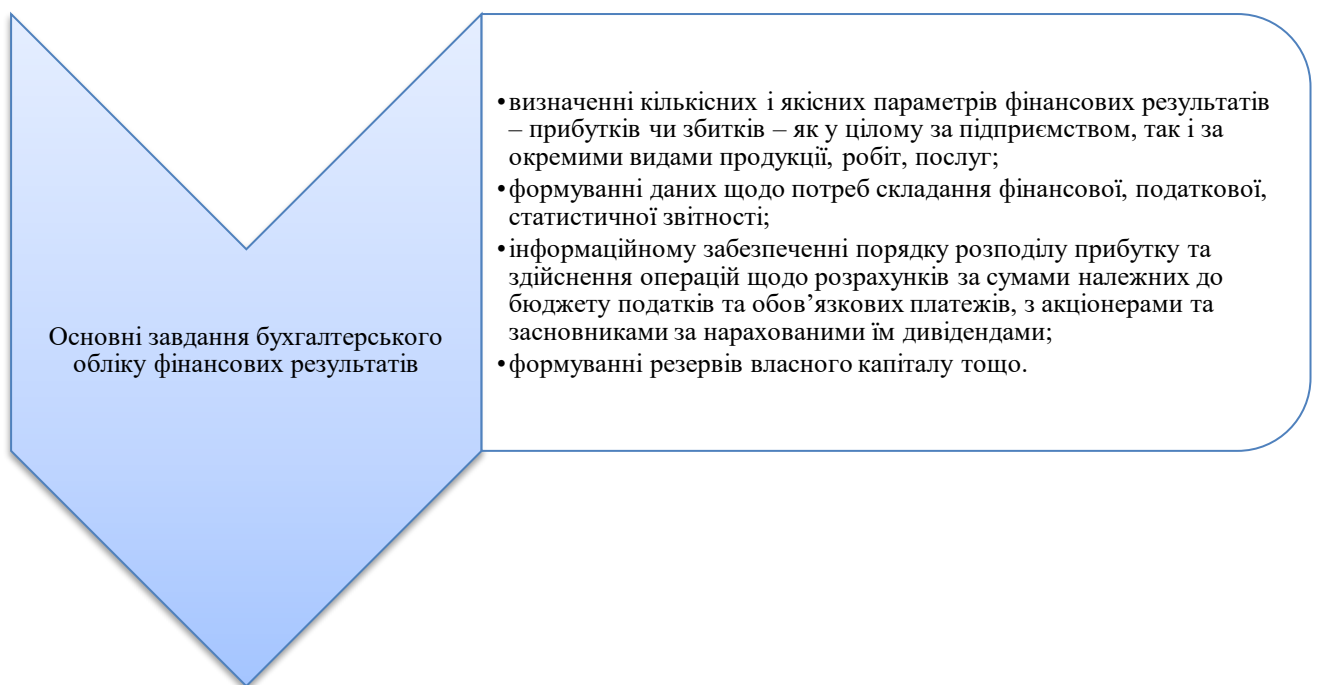 Основні завдання бухгалтерського
обліку фінансових результатів
•визначенні кількісних і якісних параметрів фінансових результатів
– прибутків чи збитків – як у цілому за підприємством, так і за
окремими видами продукції, робіт, послуг;
•формуванні даних щодо потреб складання фінансової, податкової,
статистичної звітності;
•інформаційному забезпеченні порядку розподілу прибутку та
здійснення операцій щодо розрахунків за сумами належних до
бюджету податків та обов’язкових платежів, з акціонерами та
засновниками за нарахованими їм дивідендами;
•формуванні резервів власного капіталу тощо.